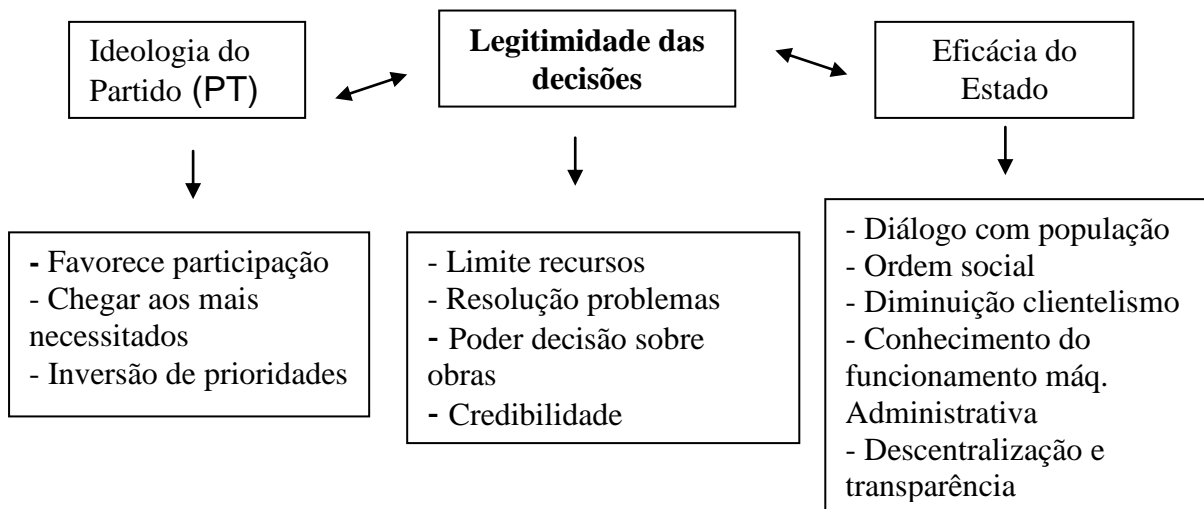 Ideologia do
Partido (PT)
Legitimidade das
decisões
Eficácia do
Estado
- Favorece participação
- Chegar aos mais
necessitados
- Inversão de prioridades
- Limite recursos
- Resolução problemas
- Poder decisão sobre
obras
- Credibilidade
- Diálogo com população
- Ordem social
- Diminuição clientelismo
- Conhecimento do
funcionamento máq.
Administrativa
- Descentralização e
transparência